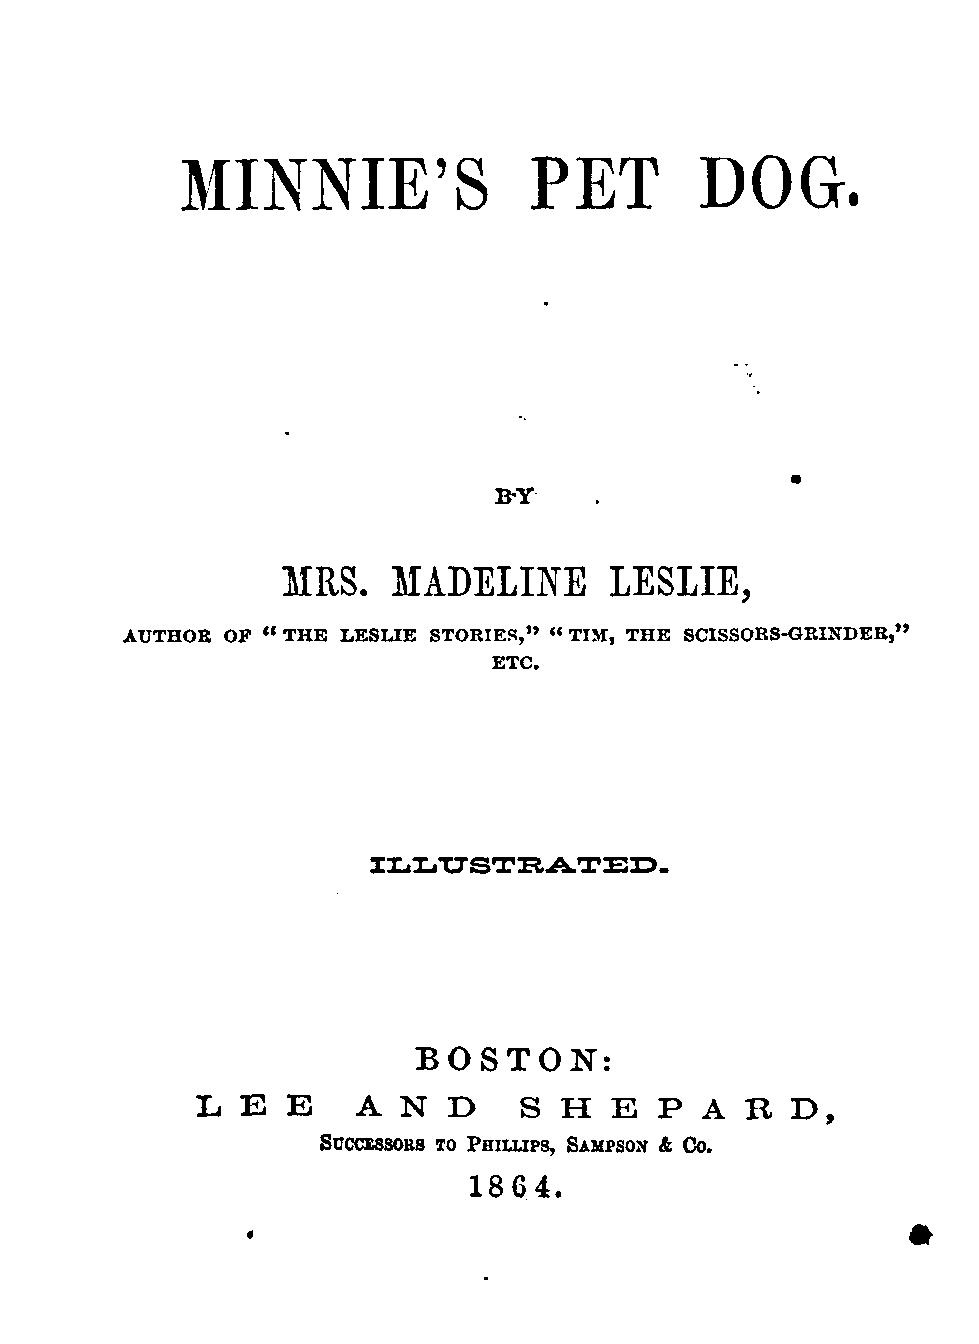 MINNIE'S PET DOG.
BY
MRS. MADELINE LESLIE,
AUTHOR OF "THE LESLIE STORIES," "TIM, THE SCISSORS-GRINDER,"
ETC.
ILLUSTRATED.
BOSTON:
LEE AND SHEPARD,
SUCCESSORS TO PHILLIPS, SAMPSON & CO.
1864.